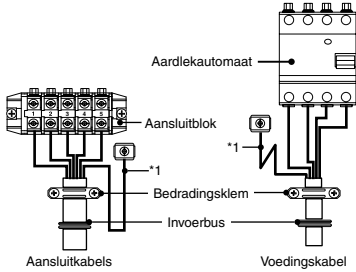 Aardlekautomaat
1 2 3 4 5
Aansluitblok
*1
*1
Bedradingsklem
Invoerbus
Aansluitkabels
Voedingskabel